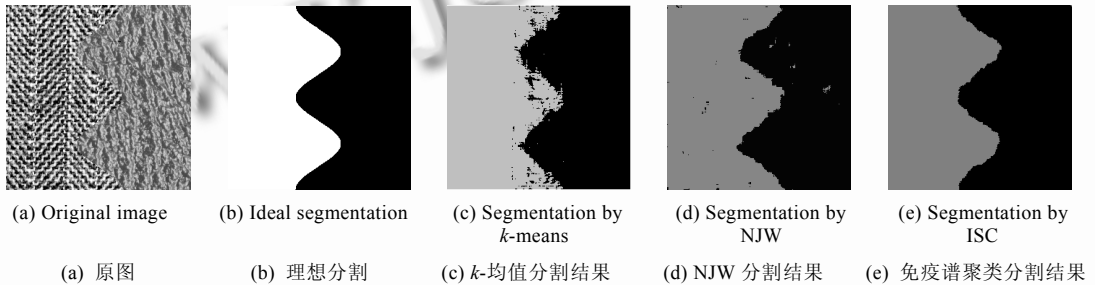 (a) Original image
(b) Ideal segmentation
(c) Segmentation by
k-means
(d) Segmentation by
NJW
(e) Segmentation by
ISC
(a) 原图
(b) 理想分割
(c) k-均值分割结果
(d) NJW 分割结果
(e) 免疫谱聚类分割结果